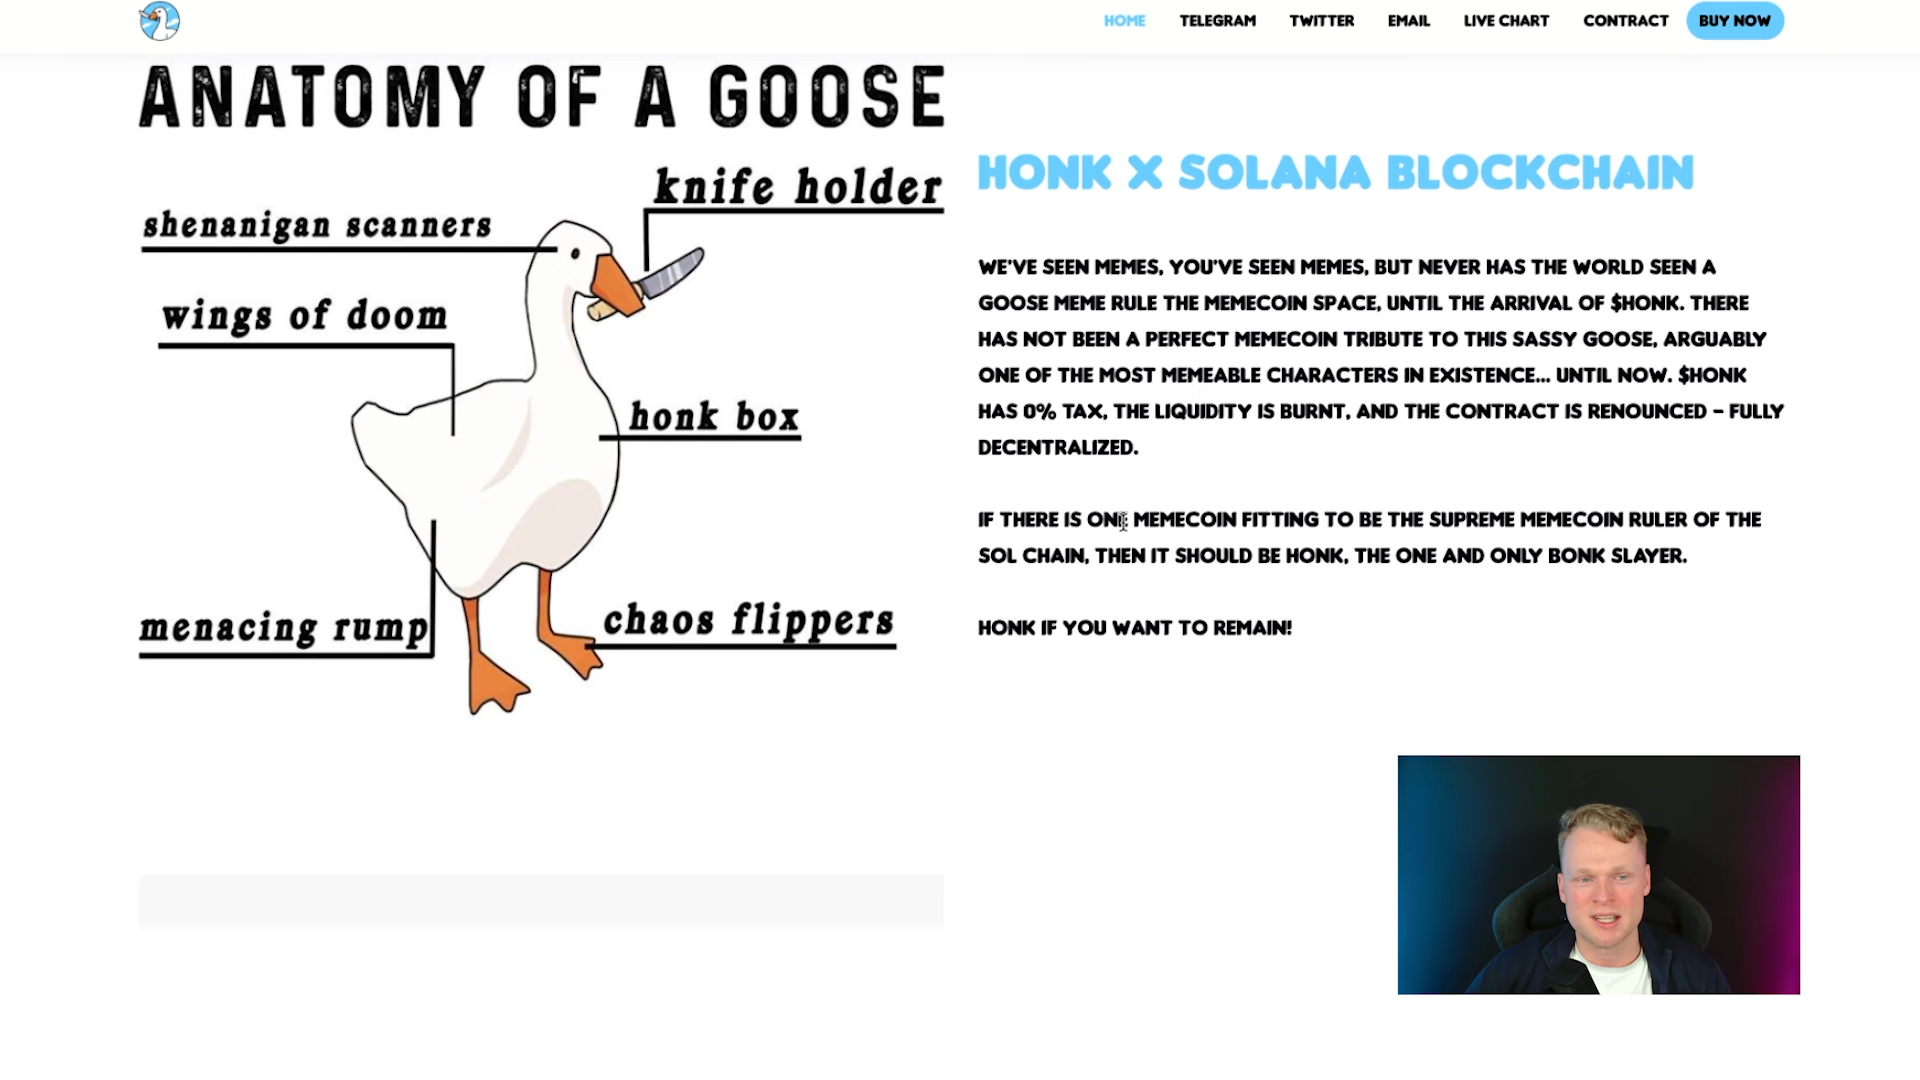 HOME TELEGRAM TWITTER EMAIL LIVE CHART CONTRACT BUY NOW
ANATOMY OF A GOOSE
knife holder
shenanigan scanners
wings of doom
honk box
menacing rump
chaos flippers
HONK X SOLANA BLOCKCHAIN
WE'VE SEEN MEMES, YOU'VE SEEN MEMES, BUT NEVER HAS THE WORLD SEEN A
GOOSE MEME RULE THE MEMECOIN SPACE, UNTIL THE ARRIVAL OF $HONK. THERE
HAS NOT BEEN A PERFECT MEMECOIN TRIBUTE TO THIS SASSY GOOSE, ARGUABLY
ONE OF THE MOST MEMEABLE CHARACTERS IN EXISTENCE... UNTIL NOW. $HONK
HAS 0% TAX, THE LIQUIDITY IS BURNT, AND THE CONTRACT IS RENOUNCED – FULLY
DECENTRALIZED.
IF THERE IS ONE MEMECOIN FITTING TO BE THE SUPREME MEMECOIN RULER OF THE
SOL CHAIN, THEN IT SHOULD BE HONK, THE ONE AND ONLY BONK SLAYER.
HONK IF YOU WANT TO REMAIN!